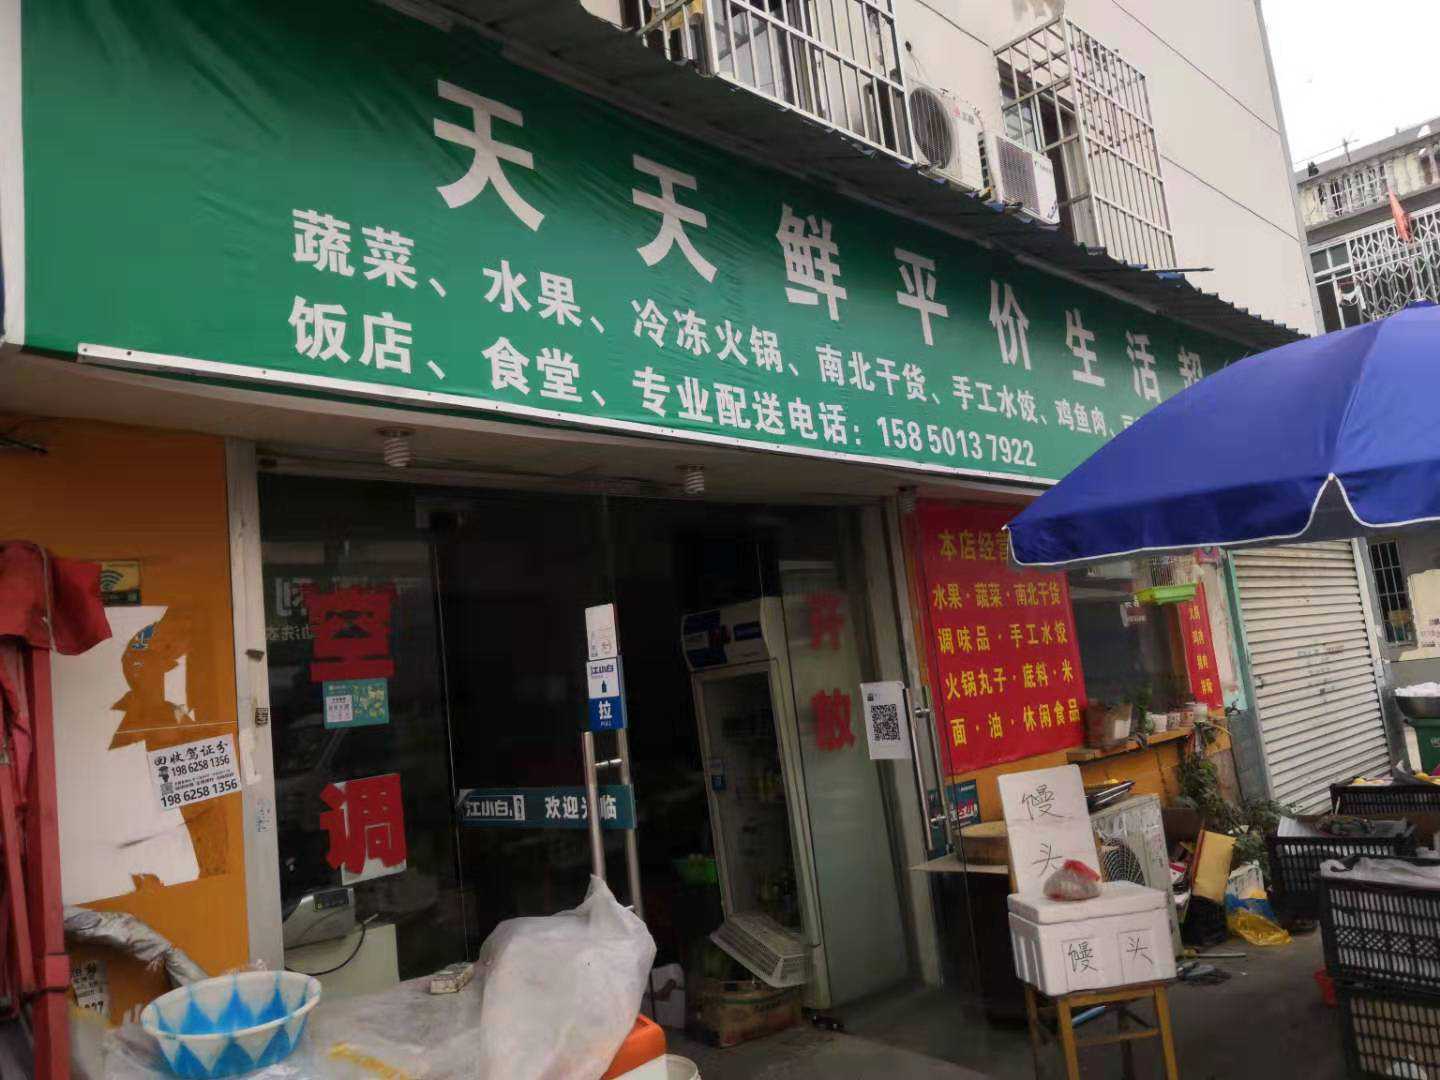 天天鲜平价生活超
蔬菜、水果、冷冻火锅、南北干货、手工水饺、鸡鱼肉、
饭店、食堂、专业配送电话：158 5013 7922
本店经营
水果·蔬菜·南北干货
调味品·手工水饺
火锅丸子·底料·米
面·油·休闲食品
空调
开放
江小白
拉
PULL
江小白 欢迎光临
回收驾证分
198 6258 1356
198 6258 1356
馒
头
馒 头